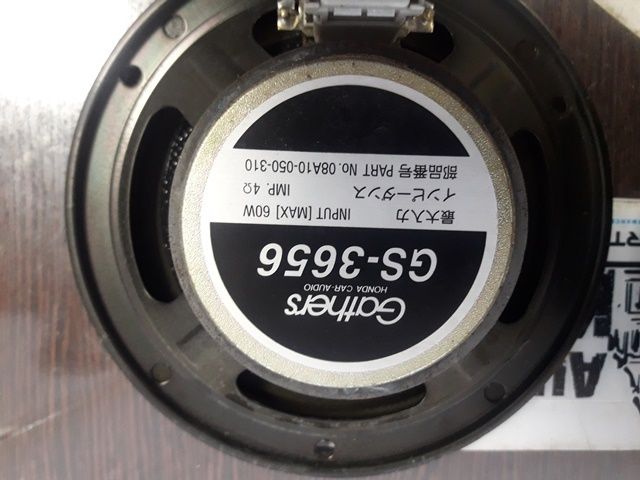 Gathers
HONDA CAR·AUDIO
GS-3656
最大入力 INPUT [MAX] 60W
インピーダンス IMP. 4Ω
部品番号 PART No. 08A10-050-310